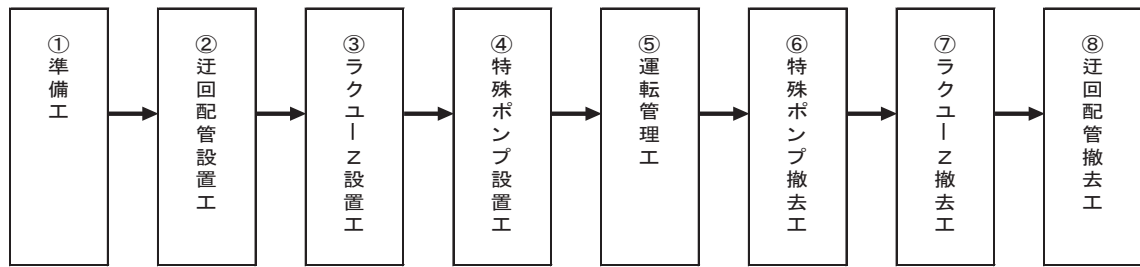 ①準備工
②迂回配管設置工
③ラクユーZ設置工
④特殊ポンプ設置工
⑤運転管理工
⑥特殊ポンプ撤去工
⑦ラクユーZ撤去工
⑧迂回配管撤去工